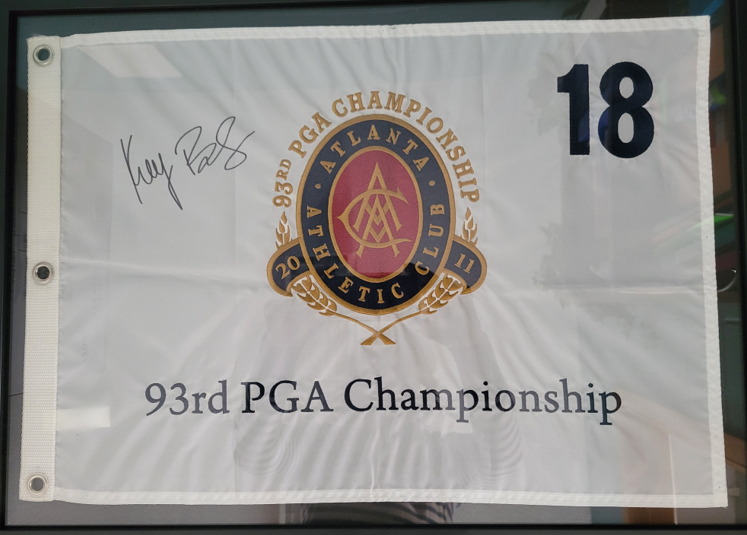 18
93RD PGA CHAMPIONSHIP
ATLANTA
ATHLETIC CLUB
20 11
93rd PGA Championship